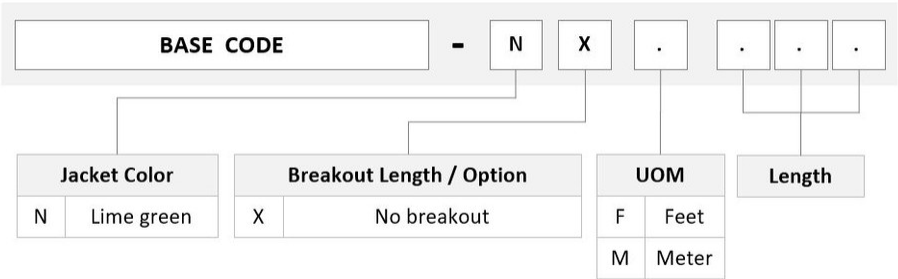 BASE CODE - N X . . . .
Jacket Color
N Lime green
Breakout Length / Option
X No breakout
UOM
F Feet
M Meter
Length